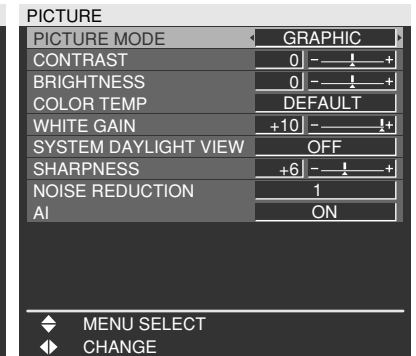 PICTURE
PICTURE MODE GRAPHIC
CONTRAST 0 - +
BRIGHTNESS 0 - +
COLOR TEMP DEFAULT
WHITE GAIN +10 - +
SYSTEM DAYLIGHT VIEW OFF
SHARPNESS +6 - +
NOISE REDUCTION 1
AI ON
MENU SELECT
CHANGE